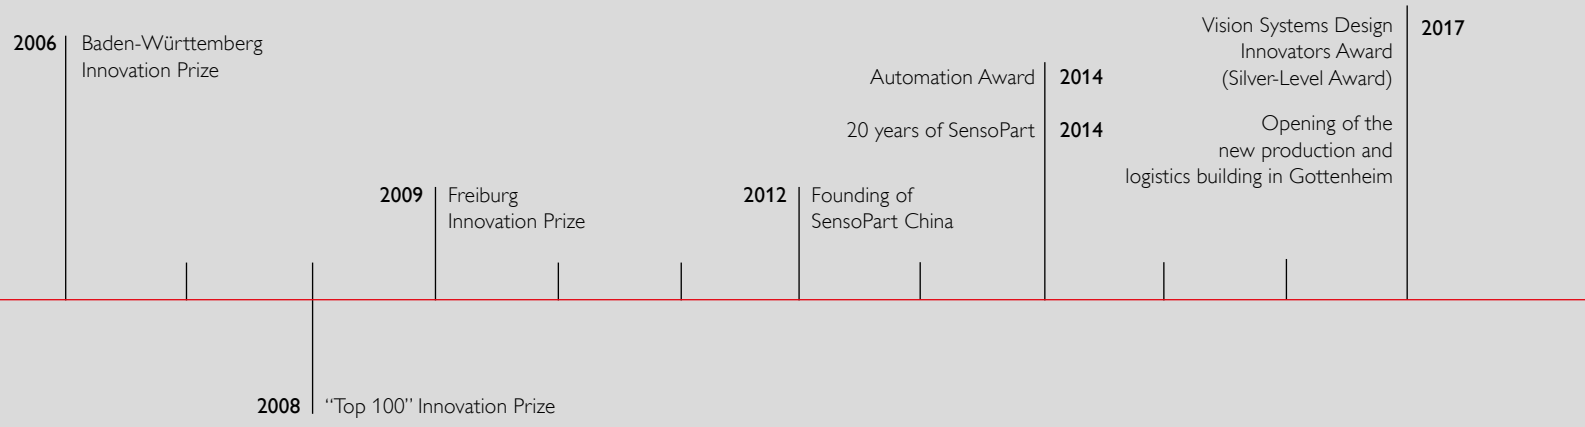 2006 Baden-Württemberg
Innovation Prize
2009 Freiburg
Innovation Prize
2012 Founding of
SensoPart China
Automation Award 2014
20 years of SensoPart 2014
Vision Systems Design 2017
Innovators Award
(Silver-Level Award)
Opening of the
new production and
logistics building in Gottenheim
2008 “Top 100” Innovation Prize